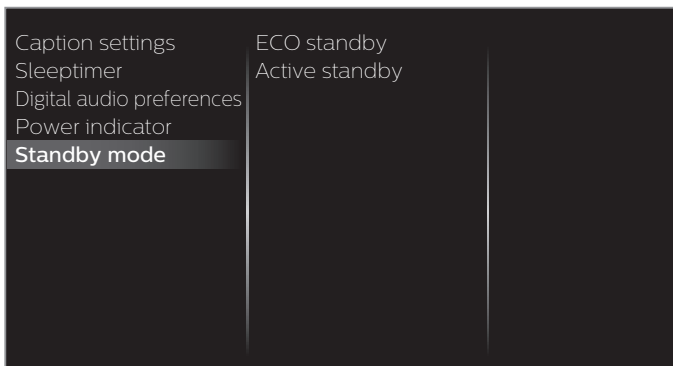 Caption settings
Sleeptimer
Digital audio preferences
Power indicator
Standby mode
ECO standby
Active standby